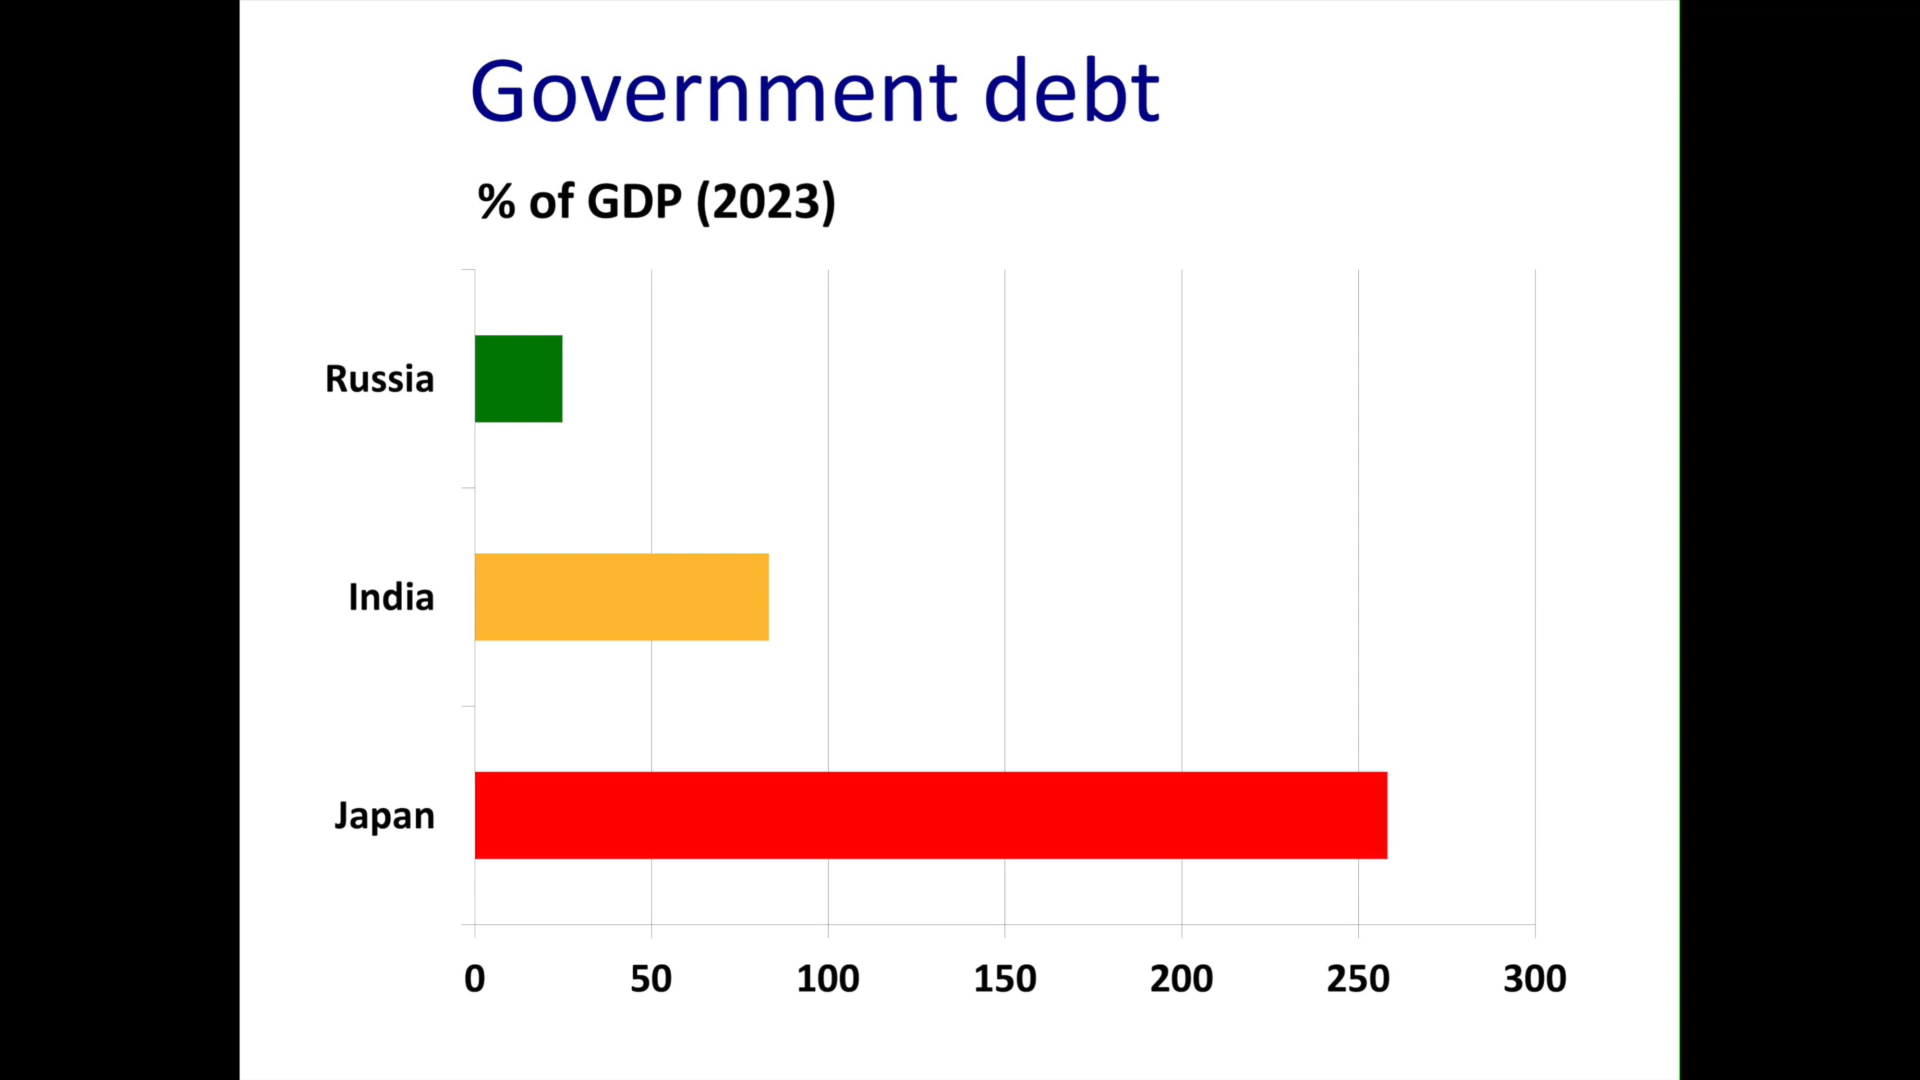 Government debt
% of GDP (2023)
Russia
India
Japan
0 50 100 150 200 250 300